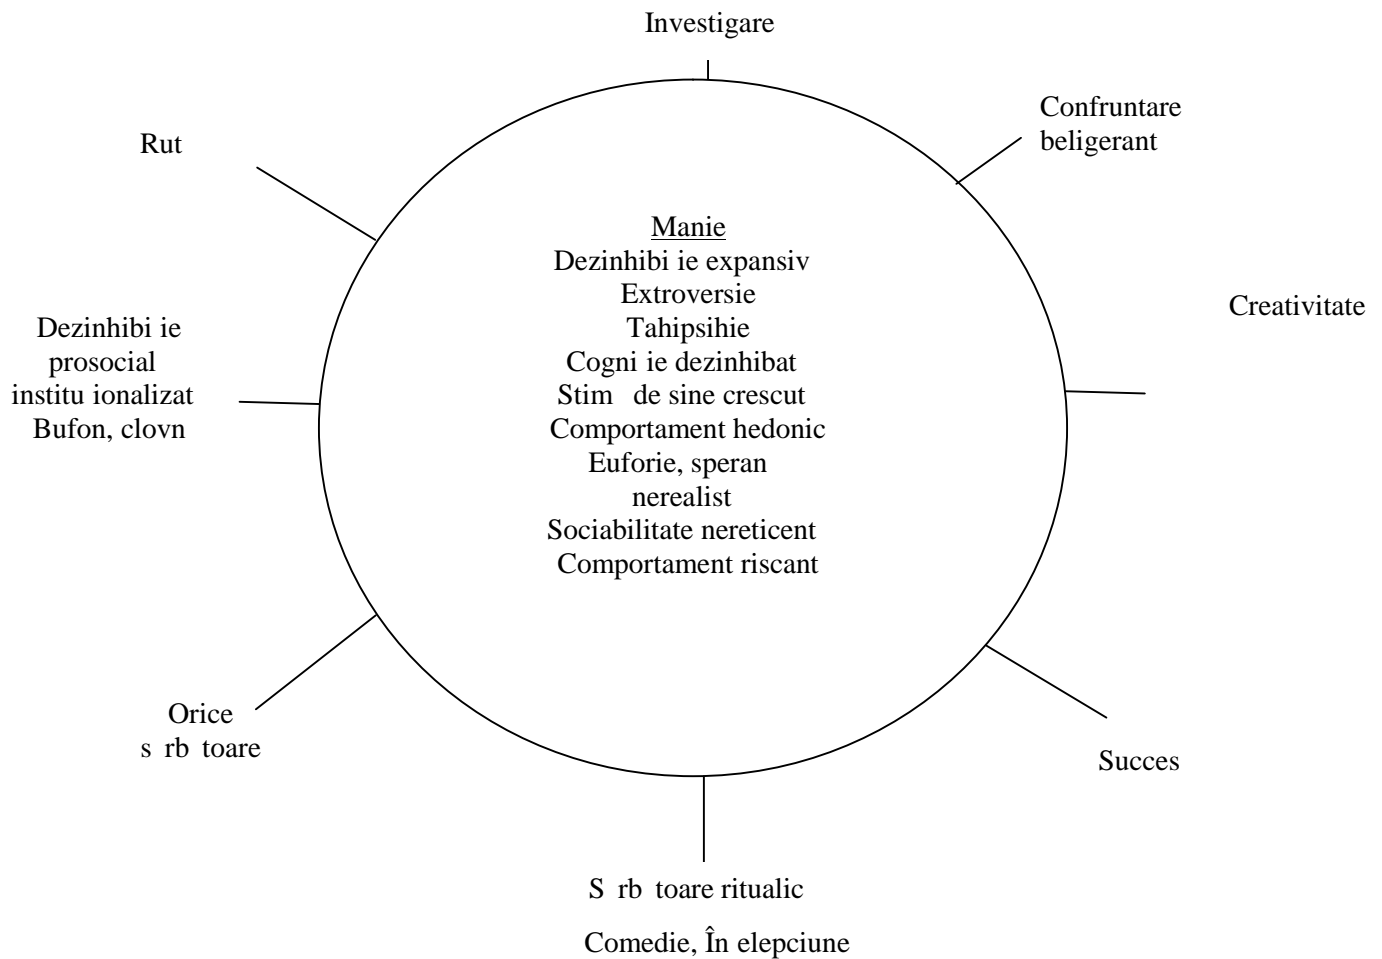 Investigare
Confruntare
beligerant
Rut
Manie
Dezinhibi ie expansiv
Extroversie
Tahipsihie
Cogni ie dezinhibat
Stim de sine crescut
Comportament hedonic
Euforie, speran
nerealist
Sociabilitate nereticent
Comportament riscant
Creativitate
Dezinhibi ie
prosocial
institu ionalizat
Bufon, clovn
Orice
s rb toare
Succes
S rb toare ritualic
Comedie, În elepciune